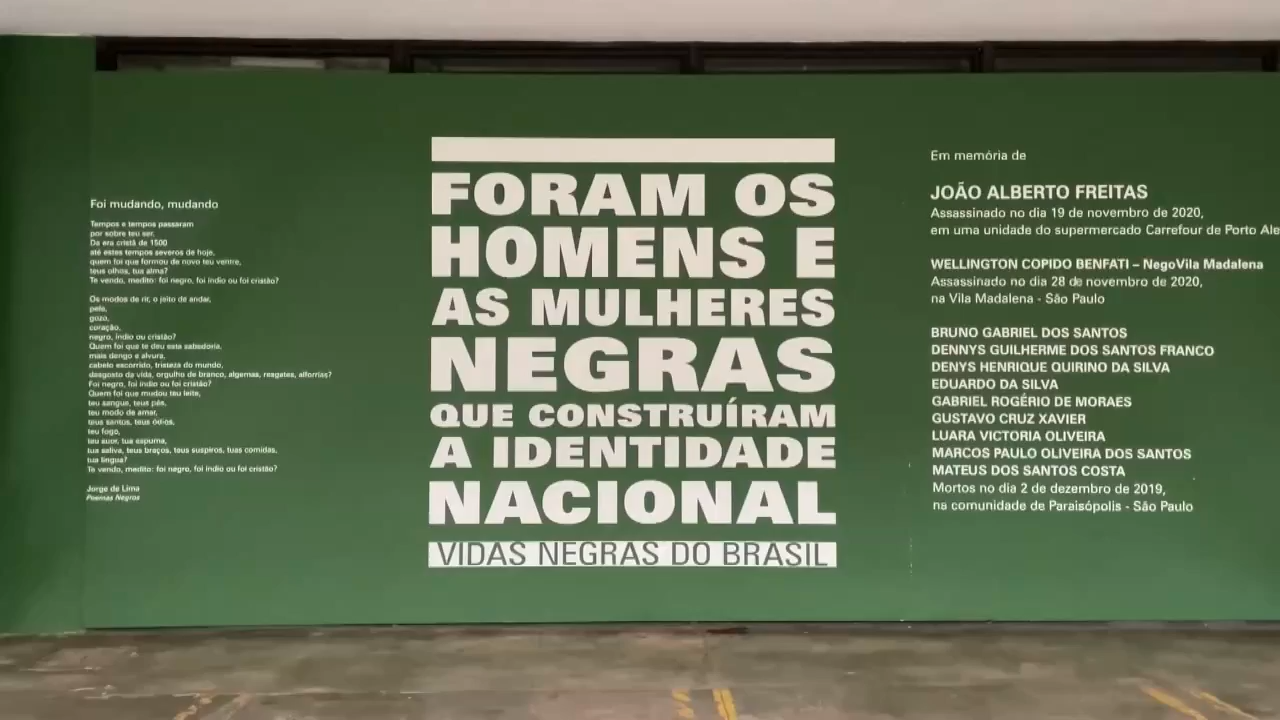 Foi mudando, mudando
Tempos e tempos passaram
por sobre teu ser.
Da era cristã de 1500
até estes tempos severos de hoje,
quem foi que formou de novo teu ventre,
teus olhos, tua alma?
Te vendo, medito: foi negro, foi índio ou foi cristão?
Os modos de rir, o jeito de andar,
pele,
gozo,
coração,
negro, índio ou cristão?
Quem foi que te deu esta sabedoria,
mais dengo e alvura,
cabelo escorrido, tristeza do mundo,
desgosto da vida, orgulho de branco, algemas, resgates, alforrias?
Foi negro, foi índio ou foi cristão?
Quem foi que mudou teu leite,
teu sangue, teus pés,
teu modo de amar,
teus santos, teus ódios,
teu fogo,
teu suor, tua espuma,
tua saliva, teus braços, teus suspiros, tuas comidas,
tua língua?
Te vendo, medito: foi negro, foi índio ou foi cristão?
Jorge de Lima
Poemas Negros
FORAM OS
HOMENS E
AS MULHERES
NEGRAS
QUE CONSTRUÍRAM
A IDENTIDADE
NACIONAL
VIDAS NEGRAS DO BRASIL
Em memória de
JOÃO ALBERTO FREITAS
Assassinado no dia 19 de novembro de 2020,
em uma unidade do supermercado Carrefour de Porto Ale
WELLINGTON COPIDO BENFATI – NegoVila Madalena
Assassinado no dia 28 de novembro de 2020,
na Vila Madalena - São Paulo
BRUNO GABRIEL DOS SANTOS
DENNYS GUILHERME DOS SANTOS FRANCO
DENYS HENRIQUE QUIRINO DA SILVA
EDUARDO DA SILVA
GABRIEL ROGÉRIO DE MORAES
GUSTAVO CRUZ XAVIER
LUARA VICTORIA OLIVEIRA
MARCOS PAULO OLIVEIRA DOS SANTOS
MATEUS DOS SANTOS COSTA
Mortos no dia 2 de dezembro de 2019,
na comunidade de Paraisópolis - São Paulo